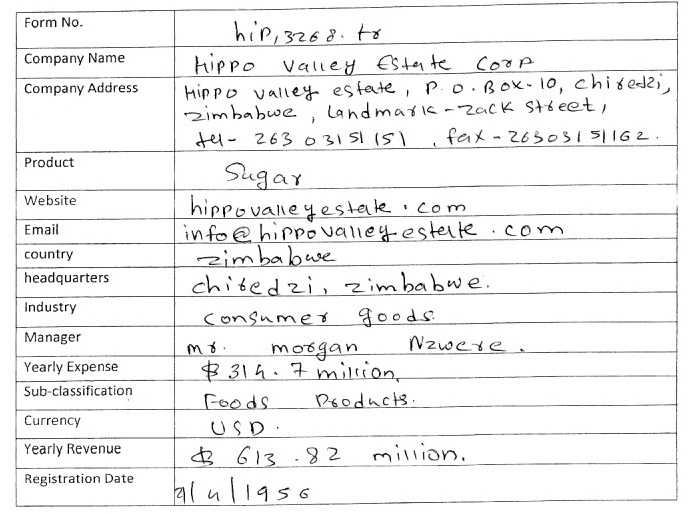 Form No. hip, 3268. tr
Company Name Hippo valley Estate Corp
Company Address Hippo valley estate, P.O. Box-10, chiredzi,
zimbabwe, Landmark - zack street,
tel- 263 03151151, fax - 26303151162.
Product Sugar
Website hippovalleyestate.com
Email info@hippovalleyestate.com
country zimbabwe
headquarters chiredzi, zimbabwe.
Industry consumer goods.
Manager mr. morgan Nzwere.
Yearly Expense $ 314.7 million.
Sub-classification Foods Products.
Currency USD.
Yearly Revenue $ 613.82 million.
Registration Date 9/4/1956